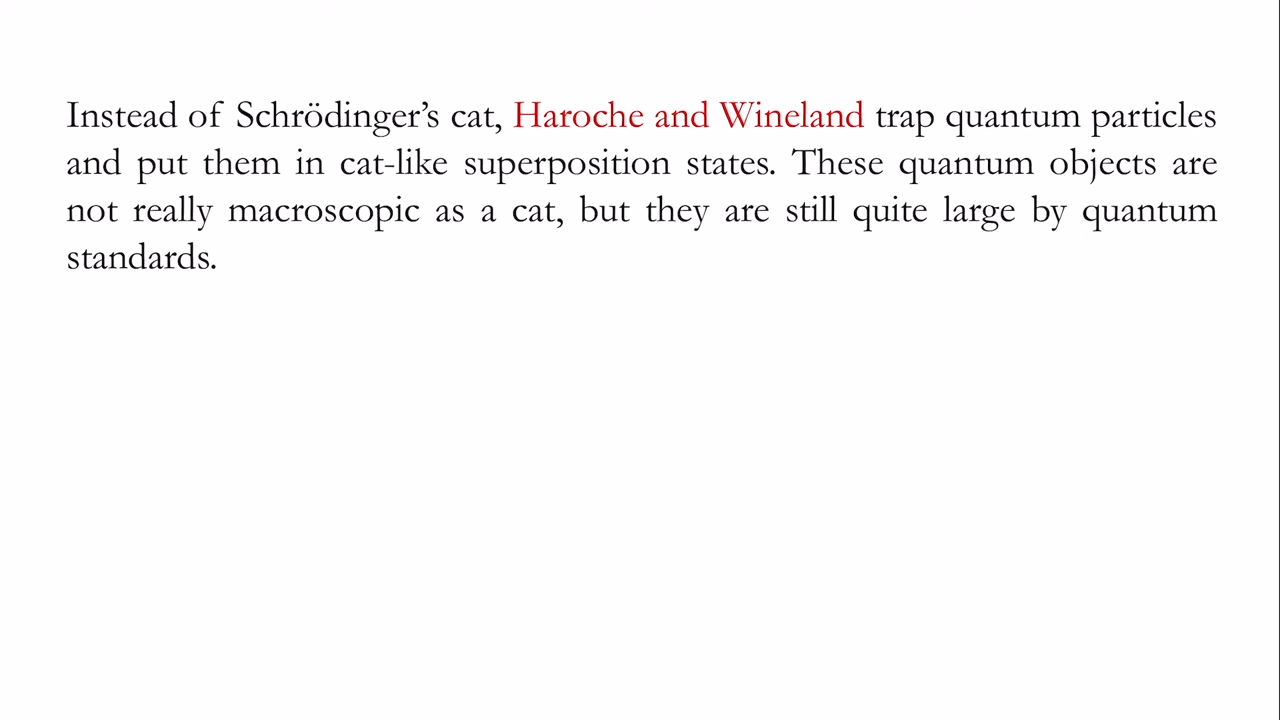 Instead of Schrödinger’s cat, Haroche and Wineland trap quantum particles
and put them in cat-like superposition states. These quantum objects are
not really macroscopic as a cat, but they are still quite large by quantum
standards.